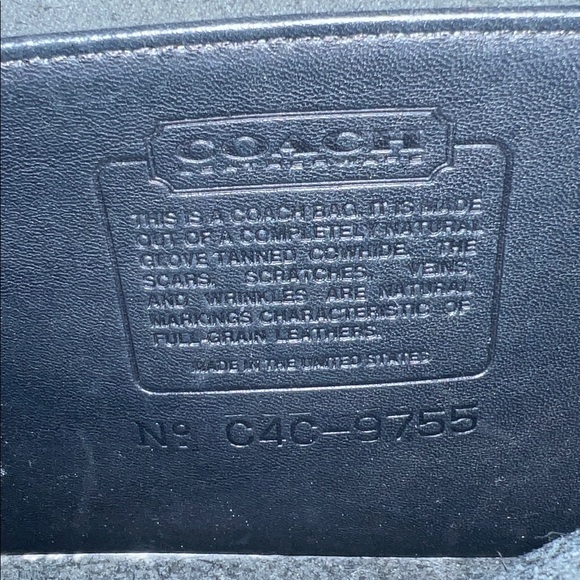 COACH
LEATHERWARE
THIS IS A COACH BAG. IT IS MADE
OUT OF A COMPLETELY NATURAL
GLOVE TANNED COWHIDE. THE
SCARS, SCRATCHES, VEINS,
AND WRINKLES ARE NATURAL
MARKINGS CHARACTERISTIC OF
FULL-GRAIN LEATHERS.
MADE IN THE UNITED STATES
No C4C-9755